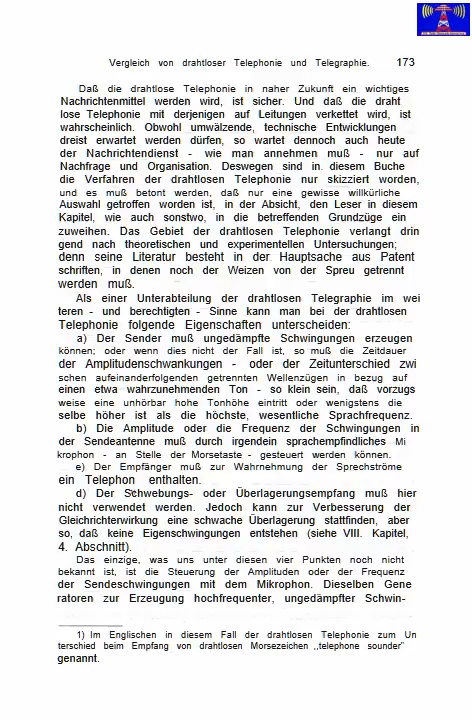 Vergleich von drahtloser Telephonie und Telegraphie. 173
Daß die drahtlose Telephonie in naher Zukunft ein wichtiges
Nachrichtenmittel werden wird, ist sicher. Und daß die draht
lose Telephonie mit derjenigen auf Leitungen verkettet wird, ist
wahrscheinlich. Obwohl umwälzende, technische Entwicklungen
dreist erwartet werden dürfen, so wartet dennoch auch heute
der Nachrichtendienst - wie man annehmen muß - nur auf
Nachfrage und Organisation. Deswegen sind in diesem Buche
die Verfahren der drahtlosen Telephonie nur skizziert worden,
und es muß betont werden, daß nur eine gewisse willkürliche
Auswahl getroffen worden ist, in der Absicht, den Leser in diesem
Kapitel, wie auch sonstwo, in die betreffenden Grundzüge ein
zuweihen. Das Gebiet der drahtlosen Telephonie verlangt drin
gend nach theoretischen und experimentellen Untersuchungen;
denn seine Literatur besteht in der Hauptsache aus Patent
schriften, in denen noch der Weizen von der Spreu getrennt
werden muß.
Als einer Unterabteilung der drahtlosen Telegraphie im wei
teren - und berechtigten - Sinne kann man bei der drahtlosen
Telephonie folgende Eigenschaften unterscheiden:
a) Der Sender muß ungedämpfte Schwingungen erzeugen
können; oder wenn dies nicht der Fall ist, so muß die Zeitdauer
der Amplitudenschwankungen - oder der Zeitunterschied zwi
schen aufeinanderfolgenden getrennten Wellenzügen in bezug auf
einen etwa wahrzunehmenden Ton - so klein sein, daß vorzugs
weise eine unhörbar hohe Tonhöhe eintritt oder wenigstens die
selbe höher ist als die höchste, wesentliche Sprachfrequenz.
b) Die Amplitude oder die Frequenz der Schwingungen in
der Sendeantenne muß durch irgendein sprachempfindliches Mi
krophon - an Stelle der Morsetaste - gesteuert werden können.
e) Der Empfänger muß zur Wahrnehmung der Sprechströme
ein Telephon enthalten.
d) Der Schwebungs- oder Überlagerungsempfang muß hier
nicht verwendet werden. Jedoch kann zur Verbesserung der
Gleichrichterwirkung eine schwache Überlagerung stattfinden, aber
so, daß keine Eigenschwingungen entstehen (siehe VIII. Kapitel,
4. Abschnitt).
Das einzige, was uns unter diesen vier Punkten noch nicht
bekannt ist, ist die Steuerung der Amplituden oder der Frequenz
der Sendeschwingungen mit dem Mikrophon. Dieselben Gene
ratoren zur Erzeugung hochfrequenter, ungedämpfter Schwin-
1) Im Englischen in diesem Fall der drahtlosen Telephonie zum Un
terschied beim Empfang von drahtlosen Morsezeichen ,,telephone sounder"
genannt.